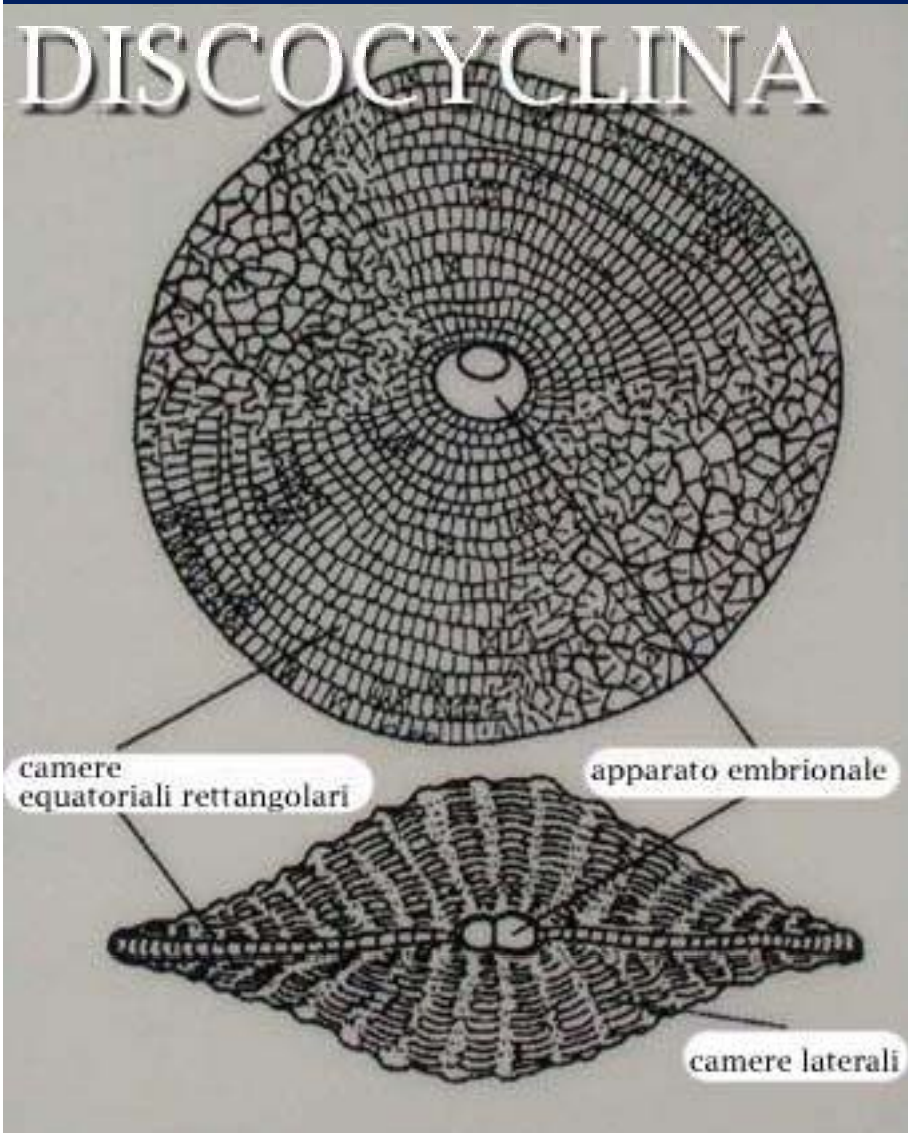 DISCOCYCLINA
camere
equatoriali rettangolari
apparato embrionale
camere laterali